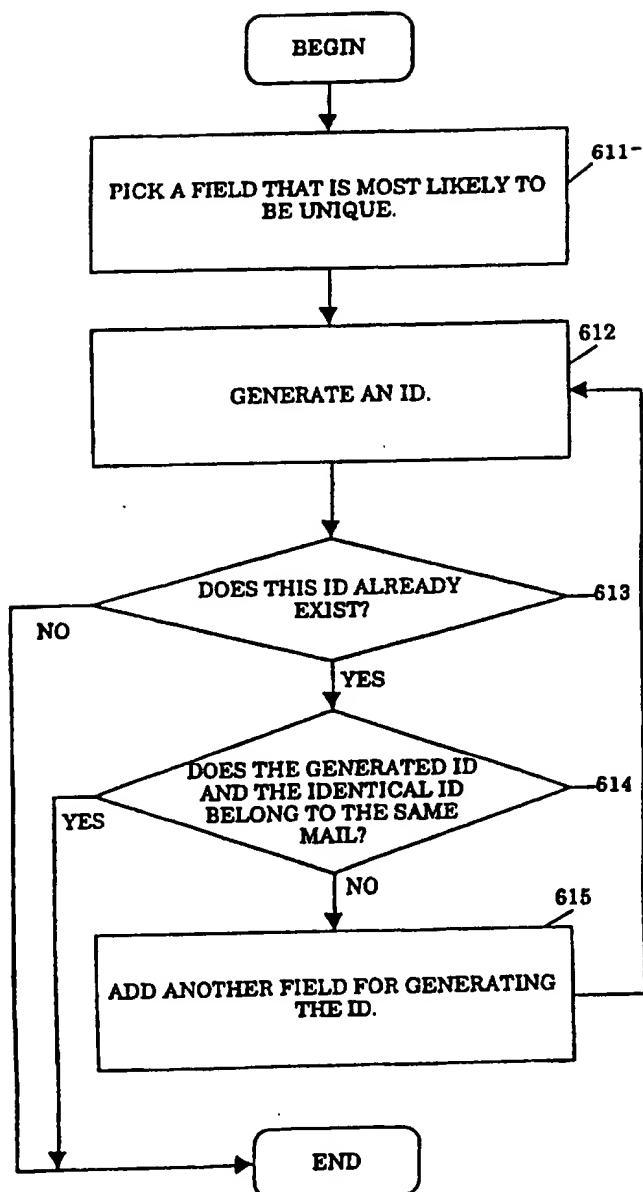 BEGIN
611
PICK A FIELD THAT IS MOST LIKELY TO
BE UNIQUE.
612
GENERATE AN ID.
DOES THIS ID ALREADY
EXIST?
613
NO
YES
DOES THE GENERATED ID
AND THE IDENTICAL ID
BELONG TO THE SAME
MAIL?
614
YES
NO
615
ADD ANOTHER FIELD FOR GENERATING
THE ID.
END